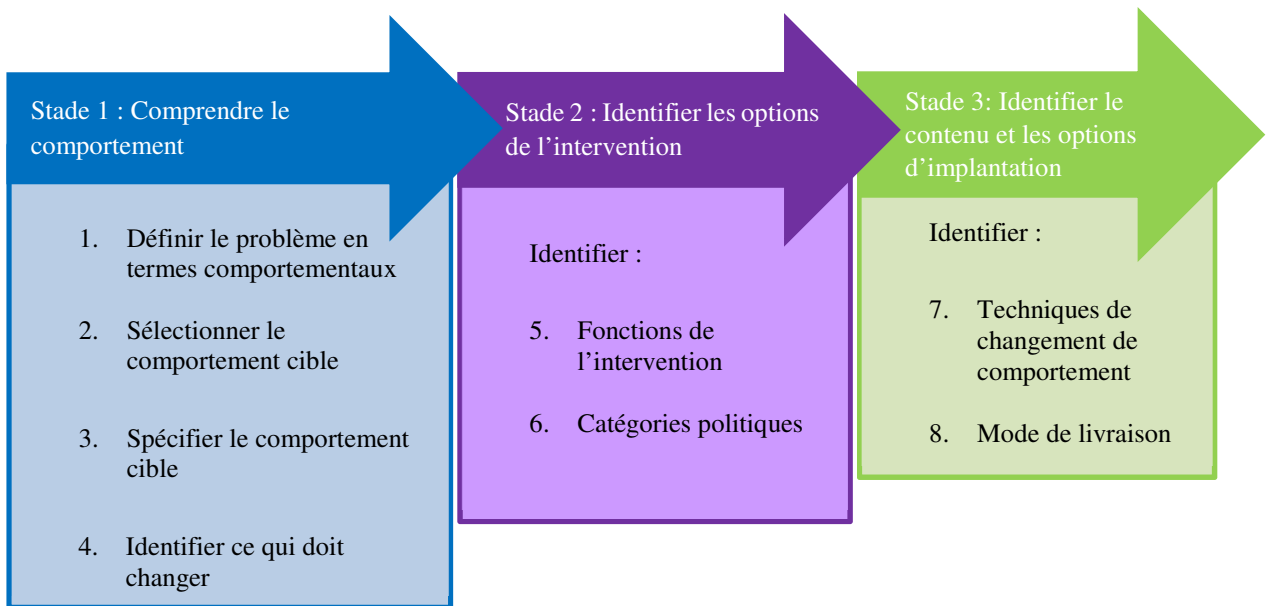 Stade 1 : Comprendre le
comportement
1. Définir le problème en
termes comportementaux
2. Sélectionner le
comportement cible
3. Spécifier le comportement
cible
4. Identifier ce qui doit
changer
Stade 2 : Identifier les options
de l’intervention
Identifier :
5. Fonctions de
l’intervention
6. Catégories politiques
Stade 3: Identifier le
contenu et les options
d’implantation
Identifier :
7. Techniques de
changement de
comportement
8. Mode de livraison